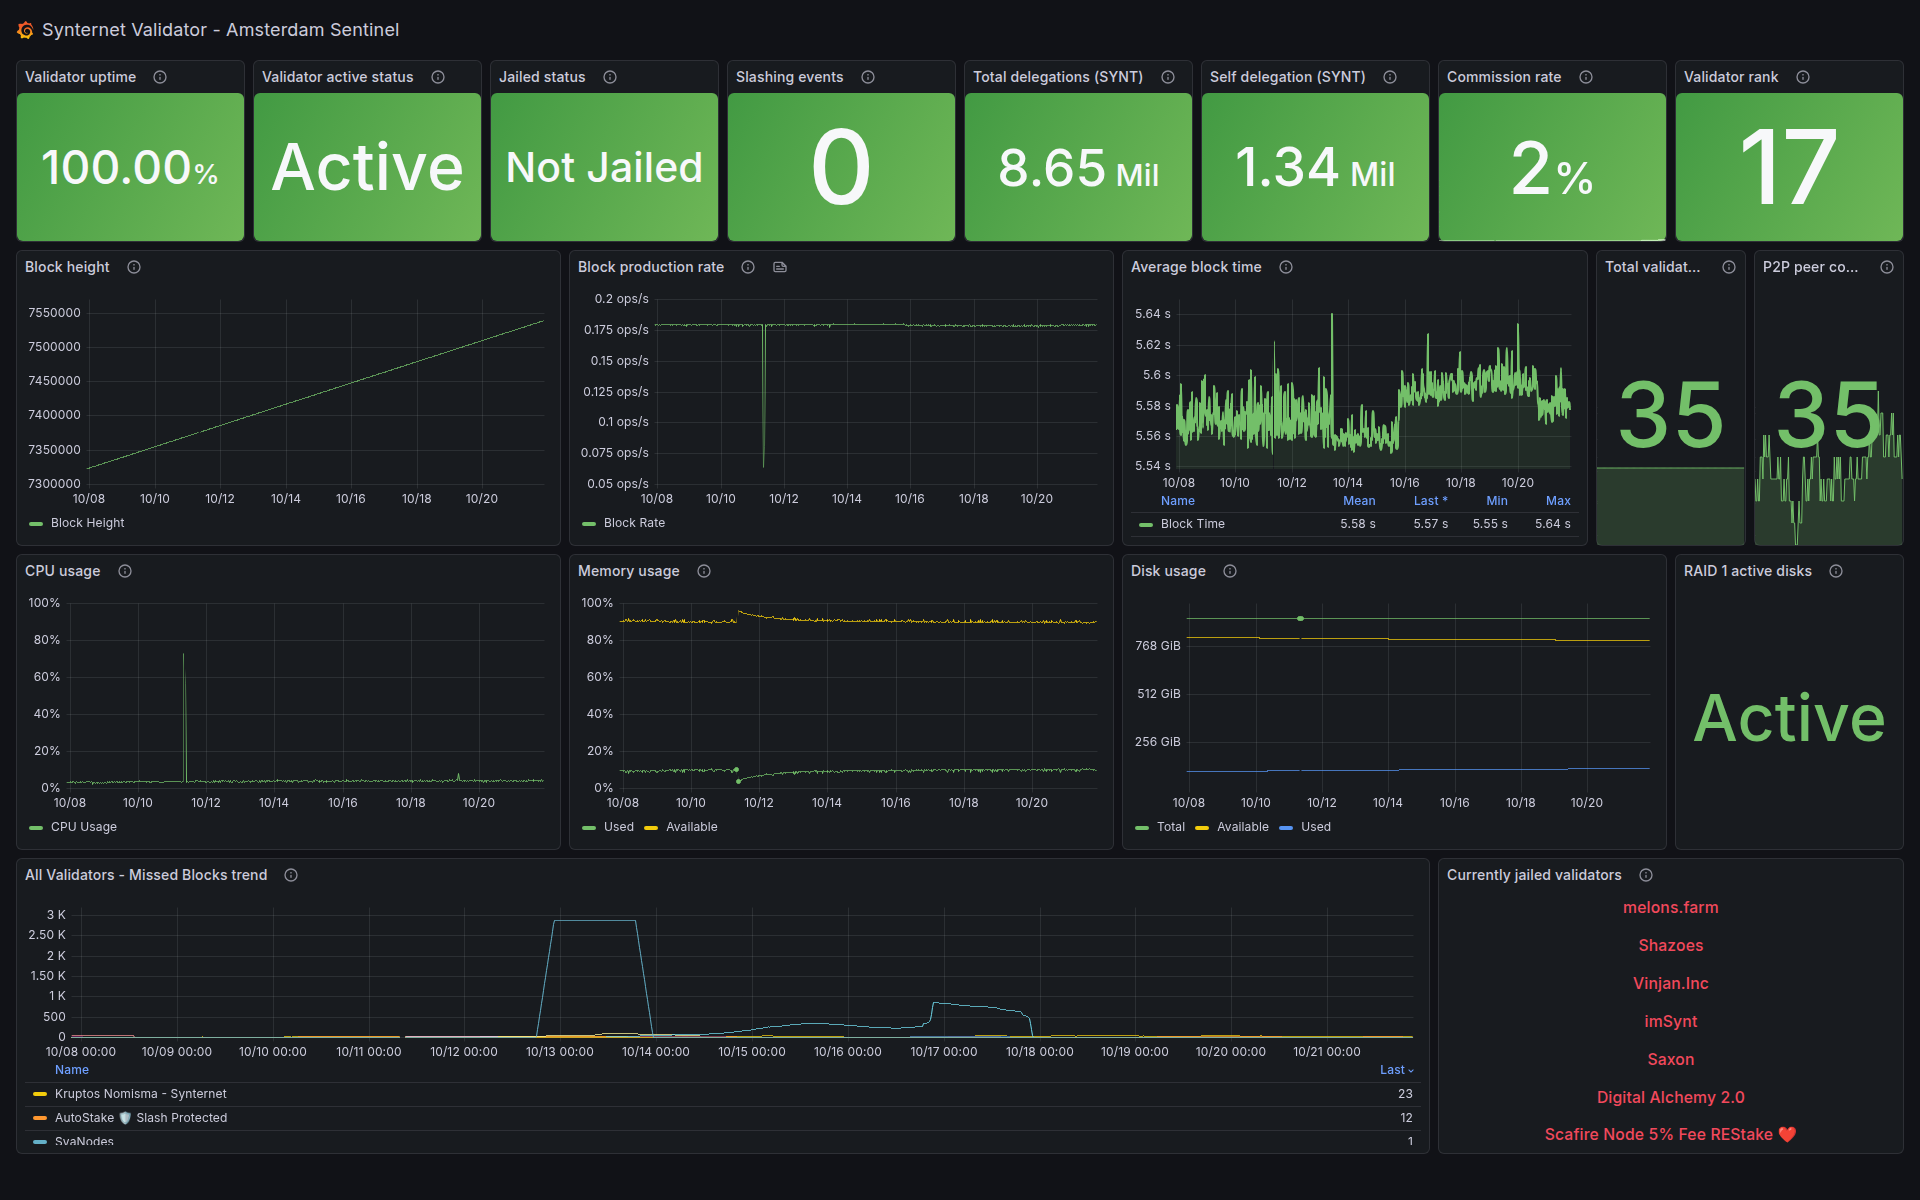 Synternet Validator - Amsterdam Sentinel
Validator uptime
100.00%
Validator active status
Active
Jailed status
Not Jailed
Slashing events
0
Total delegations (SYNT)
8.65 Mil
Self delegation (SYNT)
1.34 Mil
Commission rate
2%
Validator rank
17
Block height
7550000
7500000
7450000
7400000
7350000
7300000
10/08 10/10 10/12 10/14 10/16 10/18 10/20
Block Height
Block production rate
0.2 ops/s
0.175 ops/s
0.15 ops/s
0.125 ops/s
0.1 ops/s
0.075 ops/s
0.05 ops/s
10/08 10/10 10/12 10/14 10/16 10/18 10/20
Block Rate
Average block time
5.64 s
5.62 s
5.6 s
5.58 s
5.56 s
5.54 s
10/08 10/10 10/12 10/14 10/16 10/18 10/20
Name Mean Last * Min Max
Block Time 5.58 s 5.57 s 5.55 s 5.64 s
Total validat...
35
P2P peer co...
35
CPU usage
100%
80%
60%
40%
20%
0%
10/08 10/10 10/12 10/14 10/16 10/18 10/20
CPU Usage
Memory usage
100%
80%
60%
40%
20%
0%
10/08 10/10 10/12 10/14 10/16 10/18 10/20
Used Available
Disk usage
768 GiB
512 GiB
256 GiB
10/08 10/10 10/12 10/14 10/16 10/18 10/20
Total Available Used
RAID 1 active disks
Active
All Validators - Missed Blocks trend
3 K
2.50 K
2 K
1.50 K
1 K
500
0
10/08 00:00 10/09 00:00 10/10 00:00 10/11 00:00 10/12 00:00 10/13 00:00 10/14 00:00 10/15 00:00 10/16 00:00 10/17 00:00 10/18 00:00 10/19 00:00 10/20 00:00 10/21 00:00
Name Last
Kruptos Nomisma - Synternet 23
AutoStake 🛡️ Slash Protected 12
SvaNodes 1
Currently jailed validators
melons.farm
Shazoes
Vinjan.Inc
imSynt
Saxon
Digital Alchemy 2.0
Scafire Node 5% Fee REStake ❤️